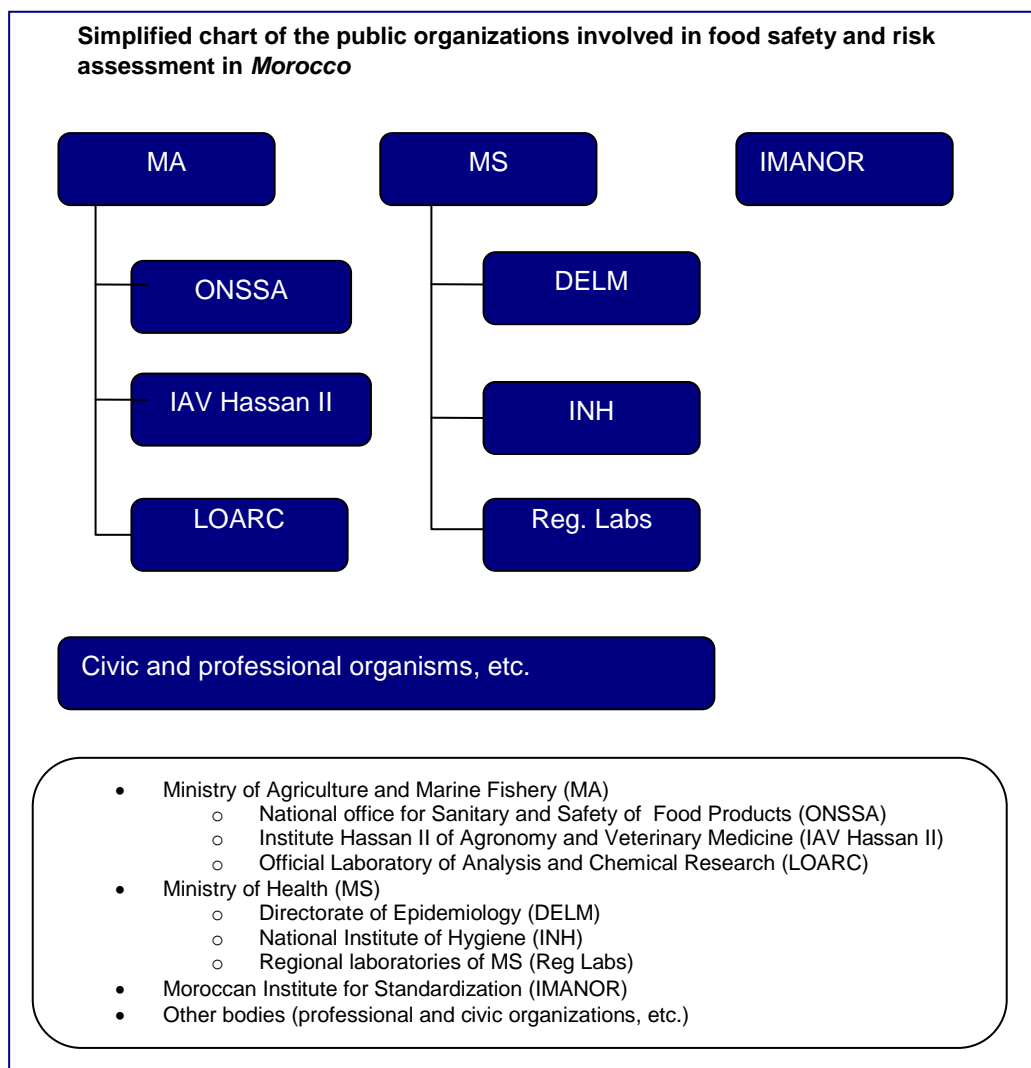 Simplified chart of the public organizations involved in food safety and risk
assessment in Morocco
MA
MS
IMANOR
ONSSA
DELM
IAV Hassan II
INH
LOARC
Reg. Labs
Civic and professional organisms, etc.
• Ministry of Agriculture and Marine Fishery (MA)
o National office for Sanitary and Safety of Food Products (ONSSA)
o Institute Hassan II of Agronomy and Veterinary Medicine (IAV Hassan II)
o Official Laboratory of Analysis and Chemical Research (LOARC)
• Ministry of Health (MS)
o Directorate of Epidemiology (DELM)
o National Institute of Hygiene (INH)
o Regional laboratories of MS (Reg Labs)
• Moroccan Institute for Standardization (IMANOR)
• Other bodies (professional and civic organizations, etc.)